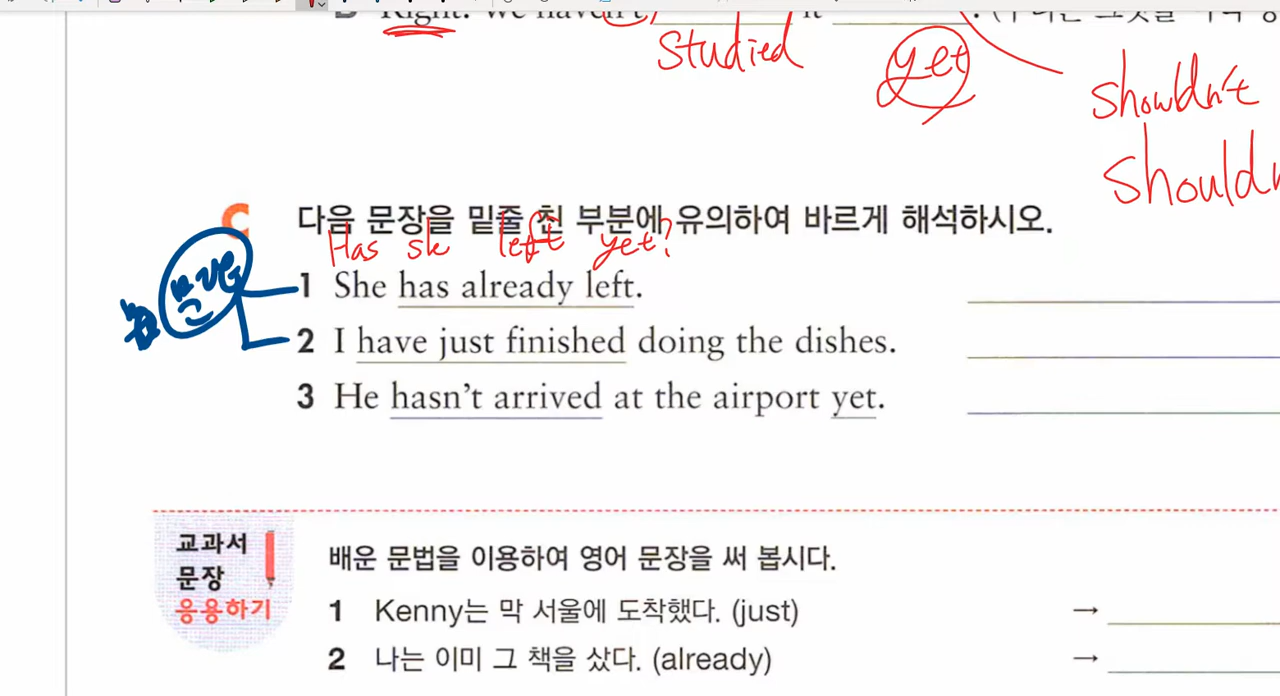 Right. We haven't it
studied
yet
shouldn't
should
C 다음 문장을 밑줄 친 부분에 유의하여 바르게 해석하시오.
Has she left yet?
1 She has already left.
2 I have just finished doing the dishes.
3 He hasn't arrived at the airport yet.
교과서
문장
응용하기
배운 문법을 이용하여 영어 문장을 써 봅시다.
1 Kenny는 막 서울에 도착했다. (just) →
2 나는 이미 그 책을 샀다. (already) →